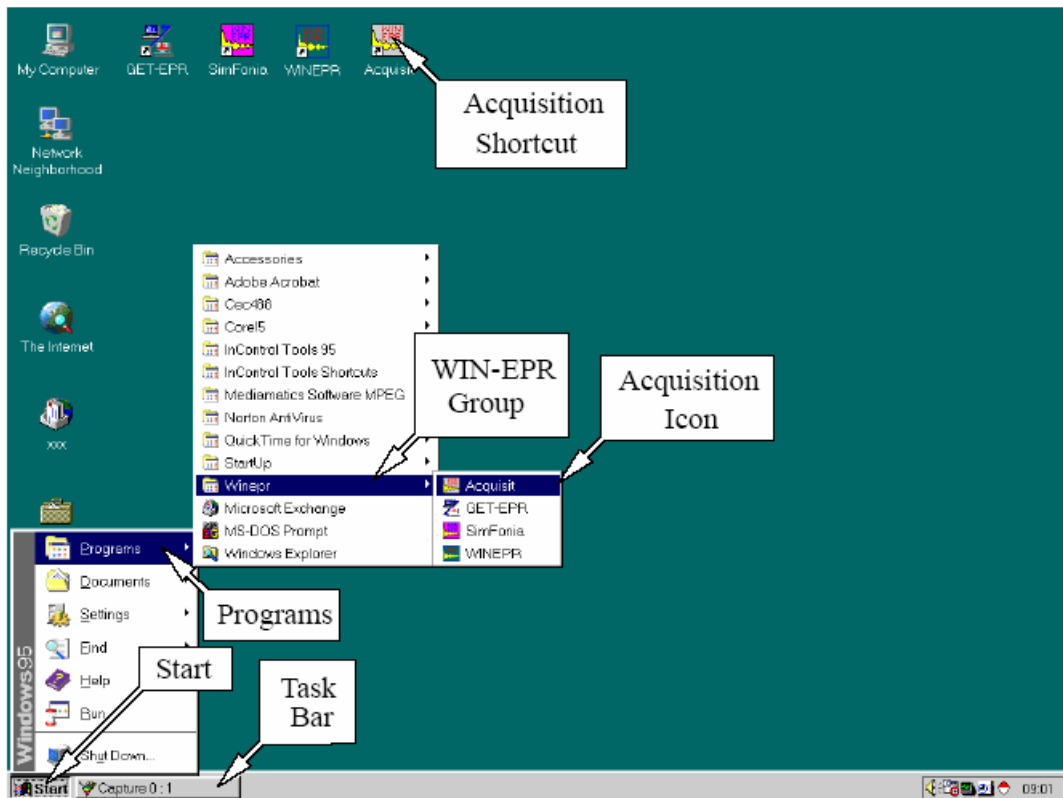 My Computer
GET-EPR
SimFonia
WINEPR
Acquisit
Acquisition
Shortcut
Network
Neighborhood
Recycle Bin
The Internet
xxx
Accessories
Adobe Acrobat
Cec488
Corel5
InControl Tools 95
InControl Tools Shortcuts
Mediamatics Software MPEG
Norton AntiVirus
QuickTime for Windows
StartUp
Winepr
Microsoft Exchange
MS-DOS Prompt
Windows Explorer
WIN-EPR
Group
Acquisition
Icon
Acquisit
GET-EPR
SimFonia
WINEPR
Programs
Documents
Settings
Find
Help
Run
Shut Down...
Windows95
Programs
Start
Task
Bar
Start
Capture 0 : 1
09:01